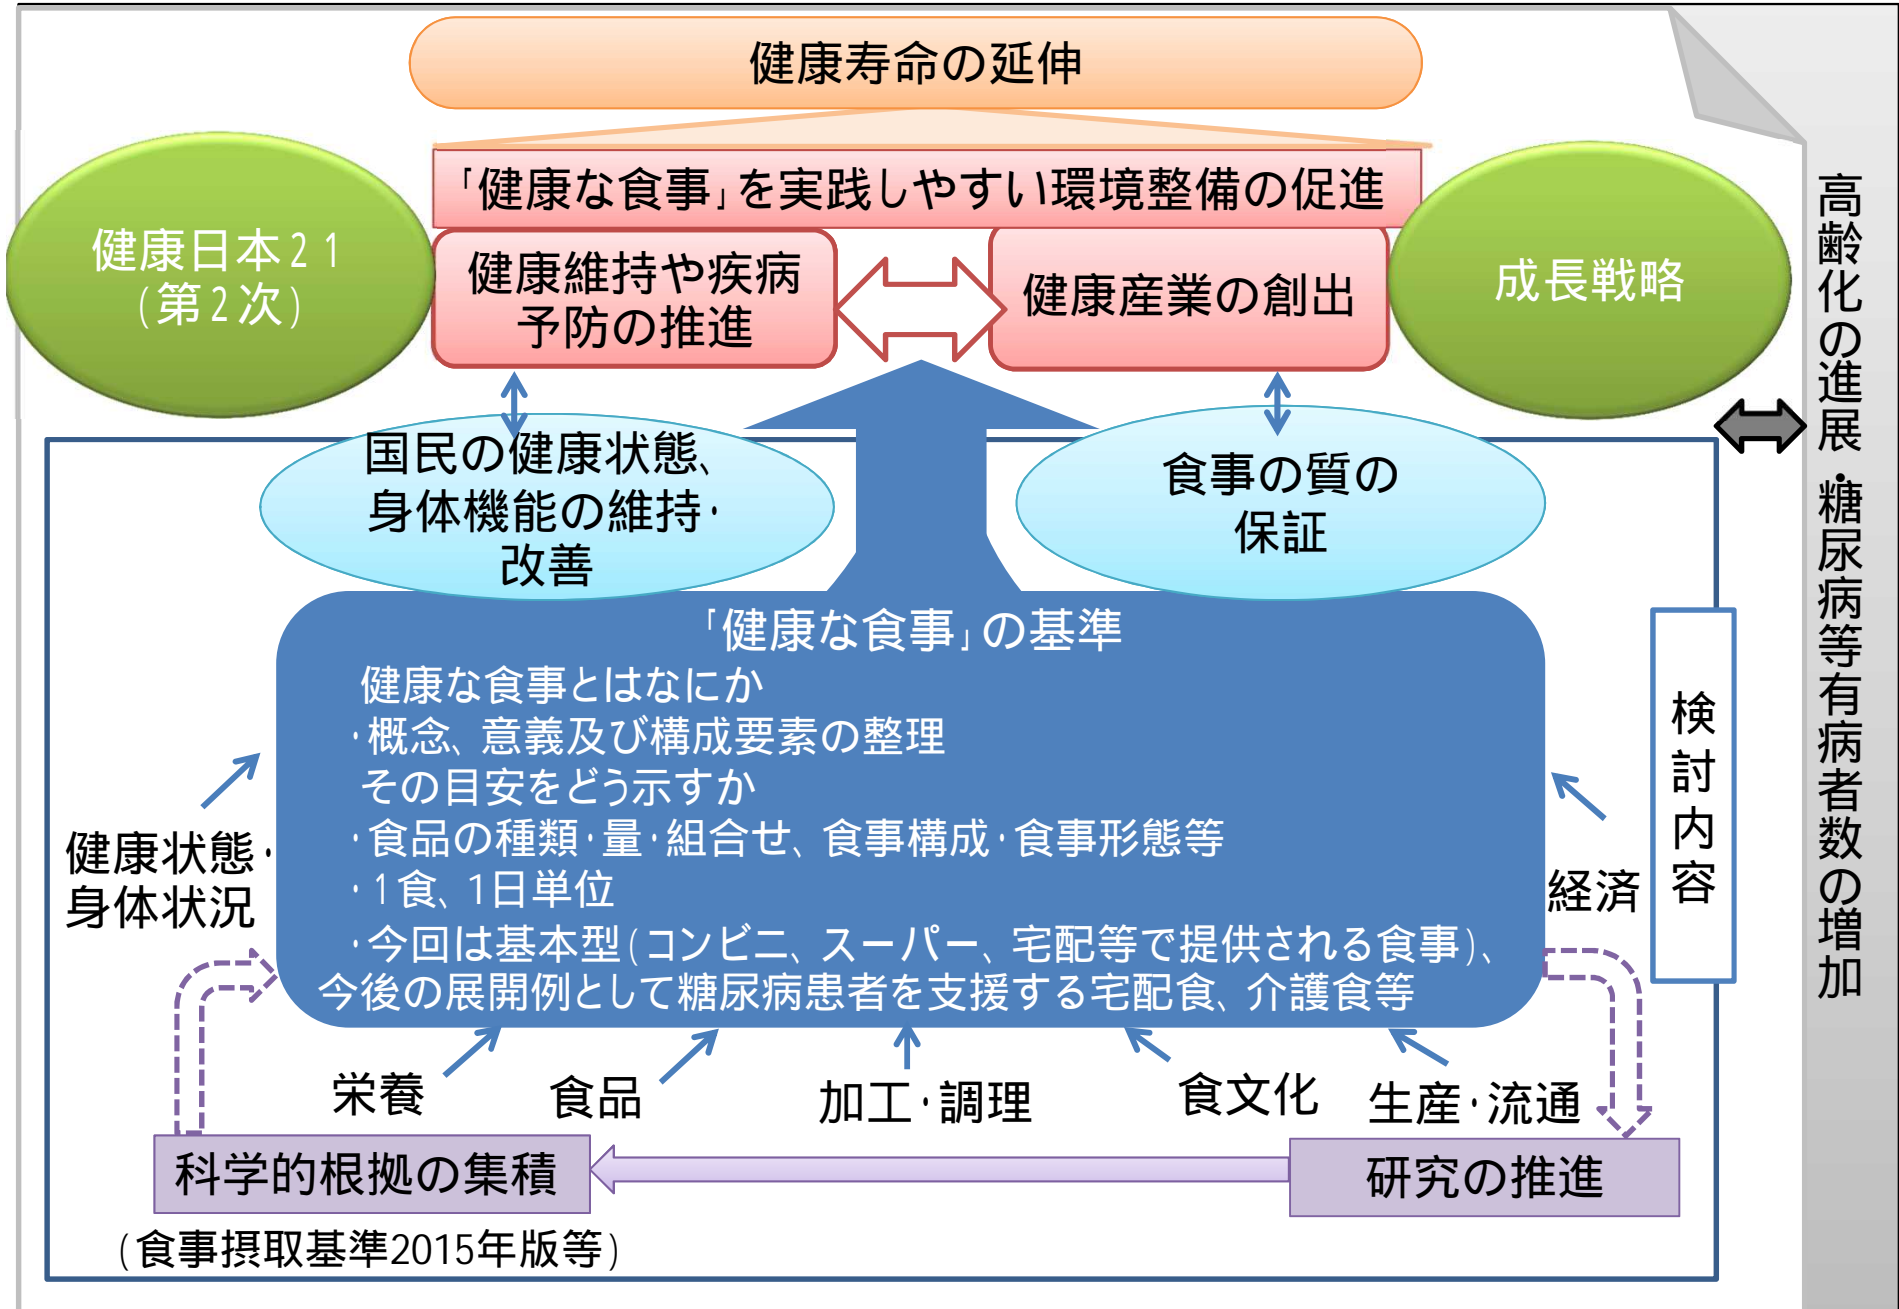 健康寿命の延伸
「健康な食事」を実践しやすい環境整備の促進
健康日本21
(第2次)
健康維持や疾病
予防の推進
健康産業の創出
成長戦略
高齢化の進展・糖尿病等有病者数の増加
国民の健康状態、
身体機能の維持・
改善
食事の質の
保証
「健康な食事」の基準
健康な食事とはなにか
・概念、意義及び構成要素の整理
その目安をどう示すか
・食品の種類・量・組合せ、食事構成・食事形態等
・1食、1日単位
・今回は基本型(コンビニ、スーパー、宅配等で提供される食事)、
今後の展開例として糖尿病患者を支援する宅配食、介護食等
検討内容
健康状態・
身体状況
経済
栄養
食品
加工・調理
食文化
生産・流通
科学的根拠の集積
研究の推進
(食事摂取基準2015年版等)